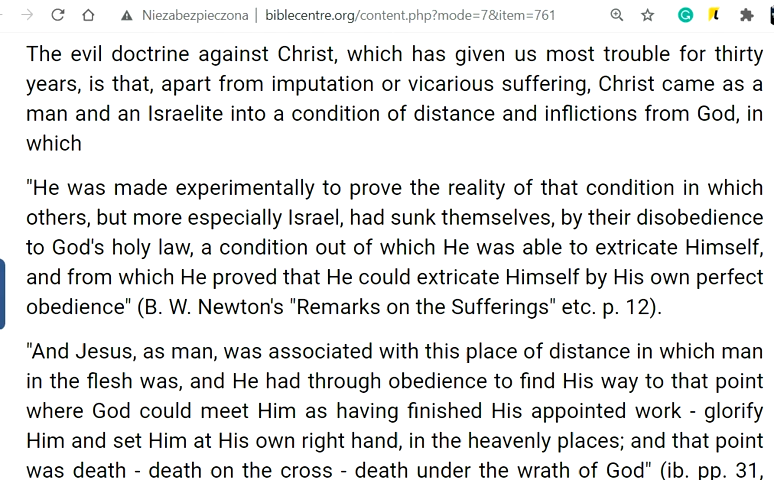 Niezabezpieczona | biblecentre.org/content.php?mode=7&item=761
The evil doctrine against Christ, which has given us most trouble for thirty
years, is that, apart from imputation or vicarious suffering, Christ came as a
man and an Israelite into a condition of distance and inflictions from God, in
which
"He was made experimentally to prove the reality of that condition in which
others, but more especially Israel, had sunk themselves, by their disobedience
to God's holy law, a condition out of which He was able to extricate Himself,
and from which He proved that He could extricate Himself by His own perfect
obedience" (B. W. Newton's "Remarks on the Sufferings" etc. p. 12).
"And Jesus, as man, was associated with this place of distance in which man
in the flesh was, and He had through obedience to find His way to that point
where God could meet Him as having finished His appointed work - glorify
Him and set Him at His own right hand, in the heavenly places; and that point
was death - death on the cross - death under the wrath of God" (ib. pp. 31,